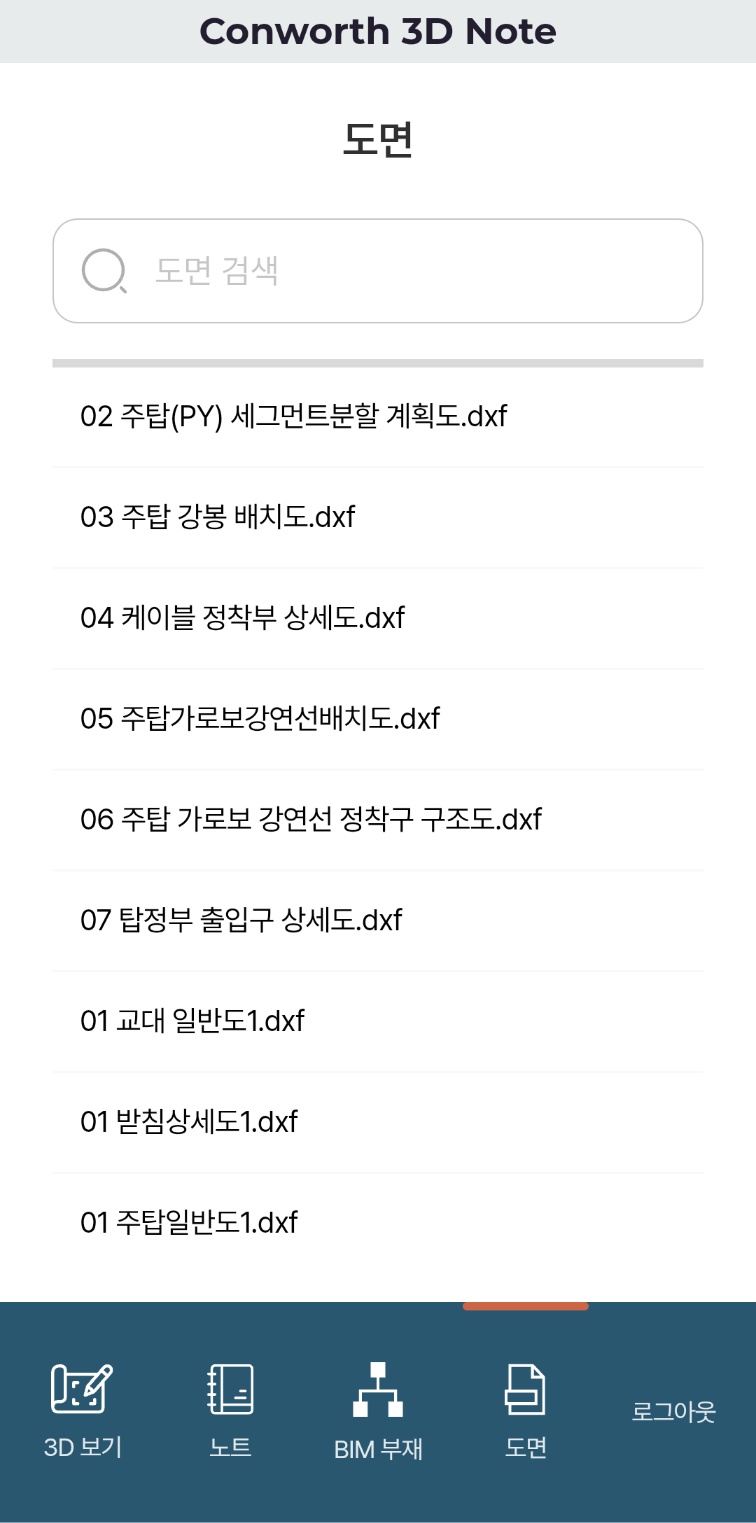 Conworth 3D Note
도면
도면 검색
02 주탑(PY) 세그먼트분할 계획도.dxf
03 주탑 강봉 배치도.dxf
04 케이블 정착부 상세도.dxf
05 주탑가로보강연선배치도.dxf
06 주탑 가로보 강연선 정착구 구조도.dxf
07 탑정부 출입구 상세도.dxf
01 교대 일반도1.dxf
01 받침상세도1.dxf
01 주탑일반도1.dxf
3D 보기
노트
BIM 부재
도면
로그아웃